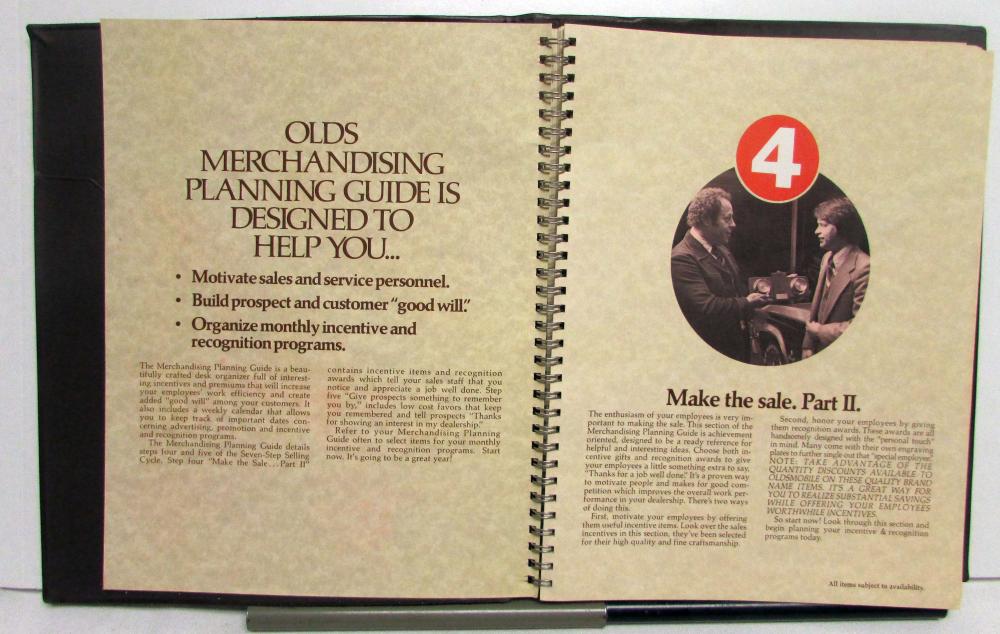 OLDS
MERCHANDISING
PLANNING GUIDE IS
DESIGNED TO
HELP YOU...
• Motivate sales and service personnel.
• Build prospect and customer "good will."
• Organize monthly incentive and
recognition programs.
The Merchandising Planning Guide is a beau-
tifully crafted desk organizer full of interest-
ing incentives and premiums that will increase
your employees' work efficiency and create
added "good will" among your customers. It
also includes a weekly calendar that allows
you to keep track of important dates con-
cerning advertising, promotion and incentive
and recognition programs.
The Merchandising Planning Guide details
steps four and five of the Seven-Step Selling
Cycle. Step four "Make the Sale...Part II"
contains incentive items and recognition
awards which tell your sales staff that you
notice and appreciate a job well done. Step
five "Give prospects something to remember
you by," includes low cost favors that keep
you remembered and tell prospects "Thanks
for showing an interest in my dealership."
Refer to your Merchandising Planning
Guide often to select items for your monthly
incentive and recognition programs. Start
now. It's going to be a great year!
4
Make the sale. Part II.
The enthusiasm of your employees is very im-
portant to making the sale. This section of the
Merchandising Planning Guide is achievement
oriented, designed to be a ready reference for
helpful and interesting ideas. Choose both in-
centive gifts and recognition awards to give
your employees a little something extra to say,
"Thanks for a job well done." It's a proven way
to motivate people and makes for good com-
petition which improves the overall work per-
formance in your dealership. There's two ways
of doing this.
First, motivate your employees by offering
them useful incentive items. Look over the sales
incentives in this section, they've been selected
for their high quality and fine craftsmanship.
Second, honor your employees by giving
them recognition awards. These awards are all
handsomely designed with the "personal touch"
in mind. Many come with their own engraving
plates to further single out that "special employee."
NOTE: TAKE ADVANTAGE OF THE
QUANTITY DISCOUNTS AVAILABLE TO
OLDSMOBILE ON THESE QUALITY BRAND
NAME ITEMS. IT'S A GREAT WAY FOR
YOU TO REALIZE SUBSTANTIAL SAVINGS
WHILE OFFERING YOUR EMPLOYEES
WORTHWHILE INCENTIVES.
So start now! Look through this section and
begin planning your incentive & recognition
programs today.
All items subject to availability.